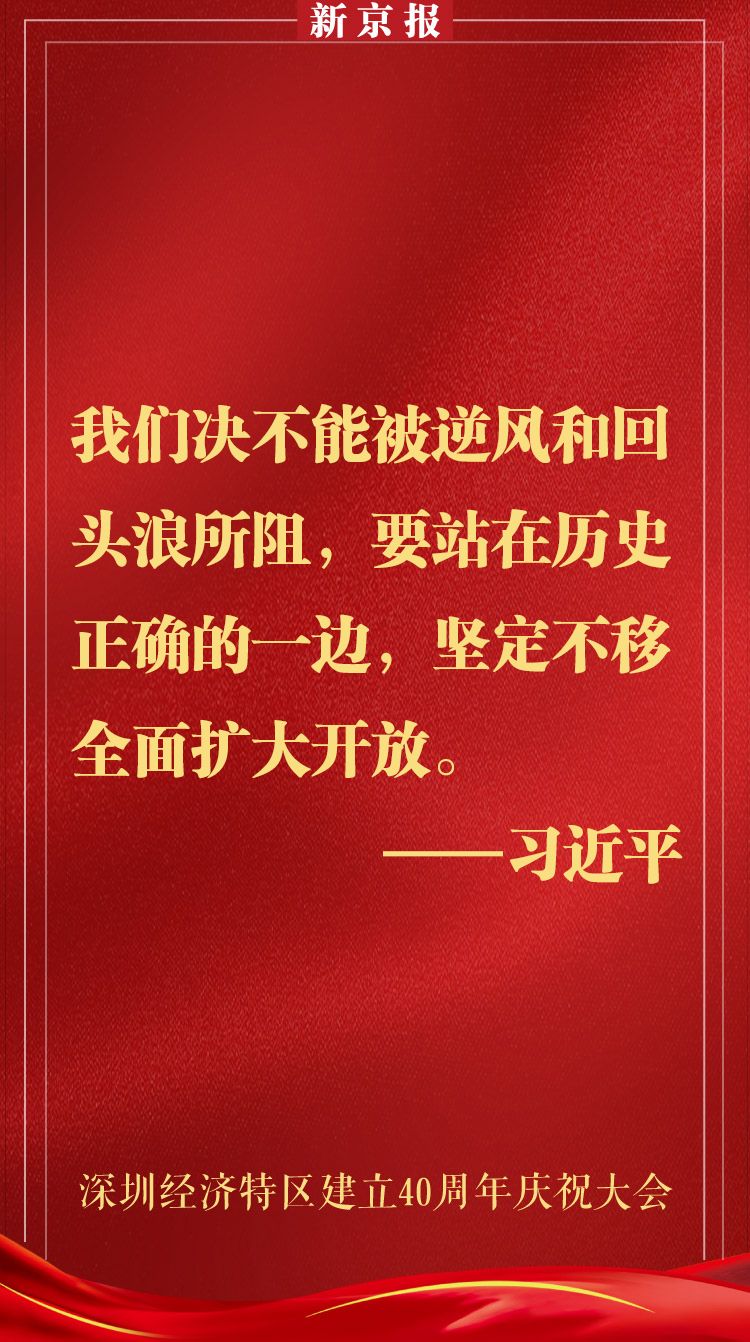 新京报
我们决不能被逆风和回
头浪所阻，要站在历史
正确的一边，坚定不移
全面扩大开放。
——习近平
深圳经济特区建立40周年庆祝大会